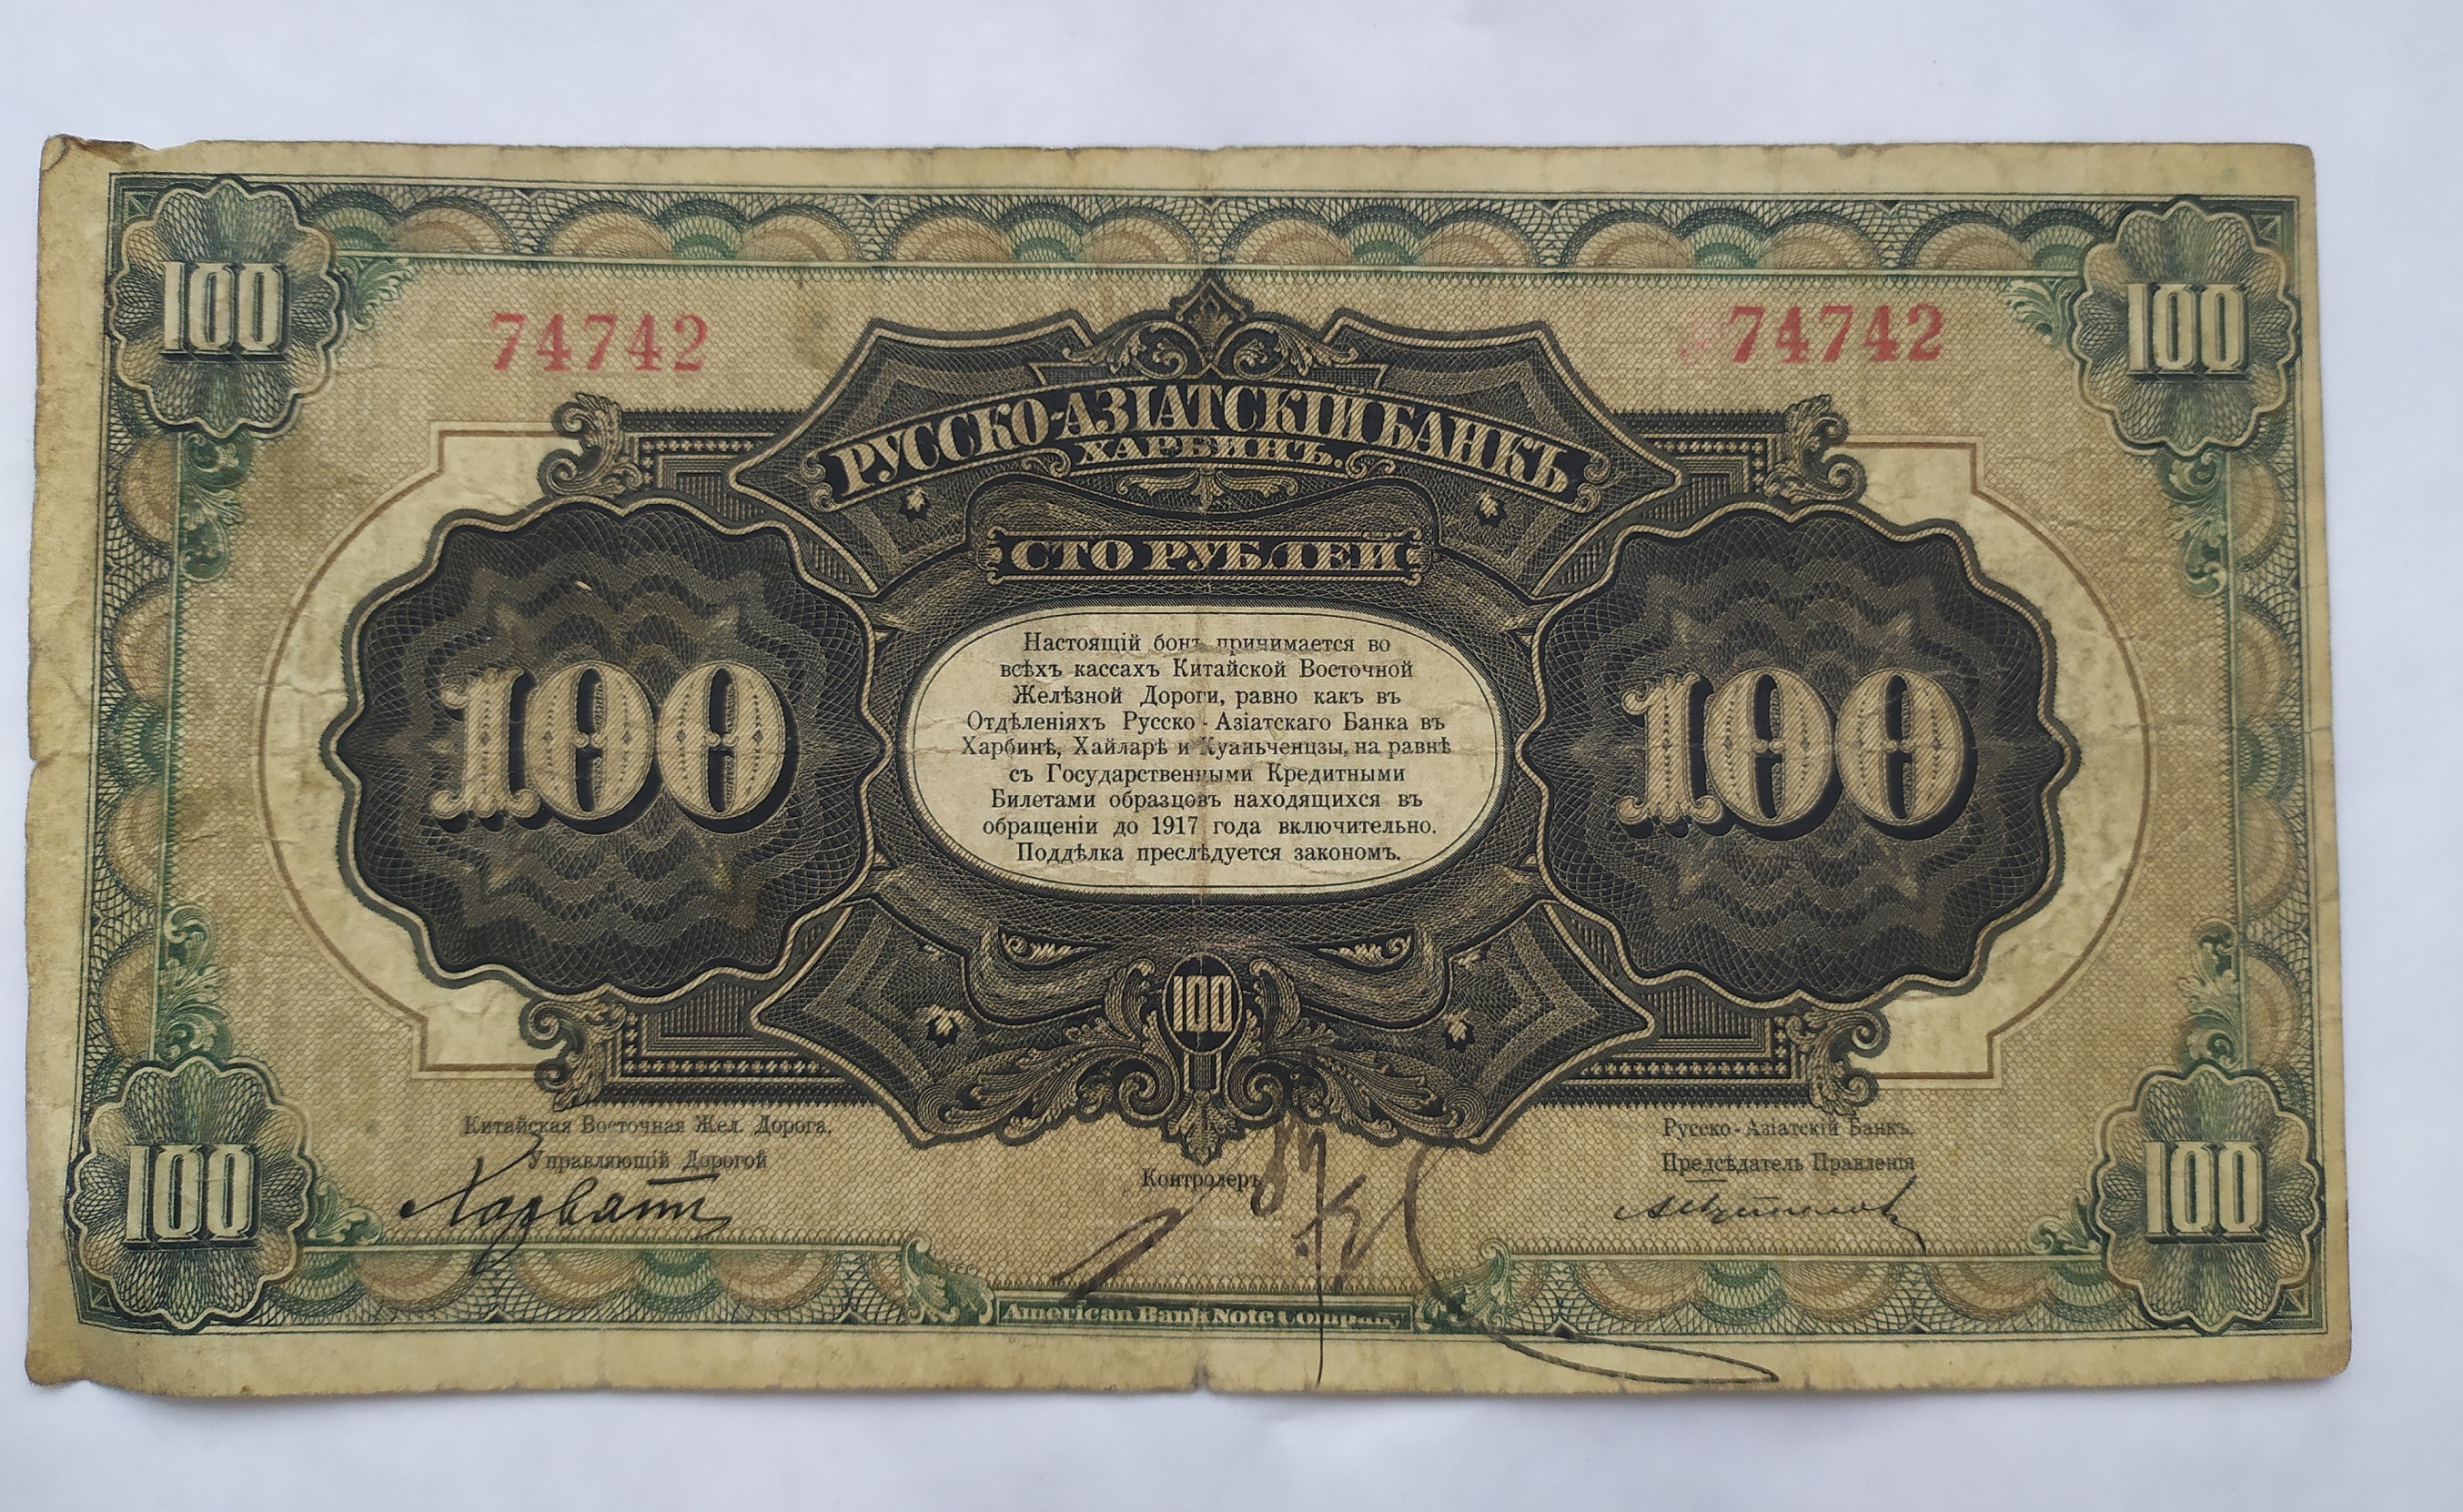 100
100
74742
74742
РУССКО-АЗІАТСКІЙ БАНКЪ
ХАРБИНЪ.
СТО РУБЛЕЙ
100
100
Настоящій бонъ принимается во
всѣхъ кассахъ Китайской Восточной
Желѣзной Дороги, равно какъ въ
Отдѣленіяхъ Русско-Азіатскаго Банка въ
Харбинѣ, Хайларѣ и Куаньченцзы, на равнѣ
съ Государственными Кредитными
Билетами образцовъ находящихся въ
обращеніи до 1917 года включительно.
Поддѣлка преслѣдуется закономъ.
100
Китайская Восточная Жел. Дорога.
Управляющій Дорогой
Хорватъ
Контролеръ
Русско-Азіатскій Банкъ.
Предсѣдатель Правленія
100
100
American Bank Note Company.